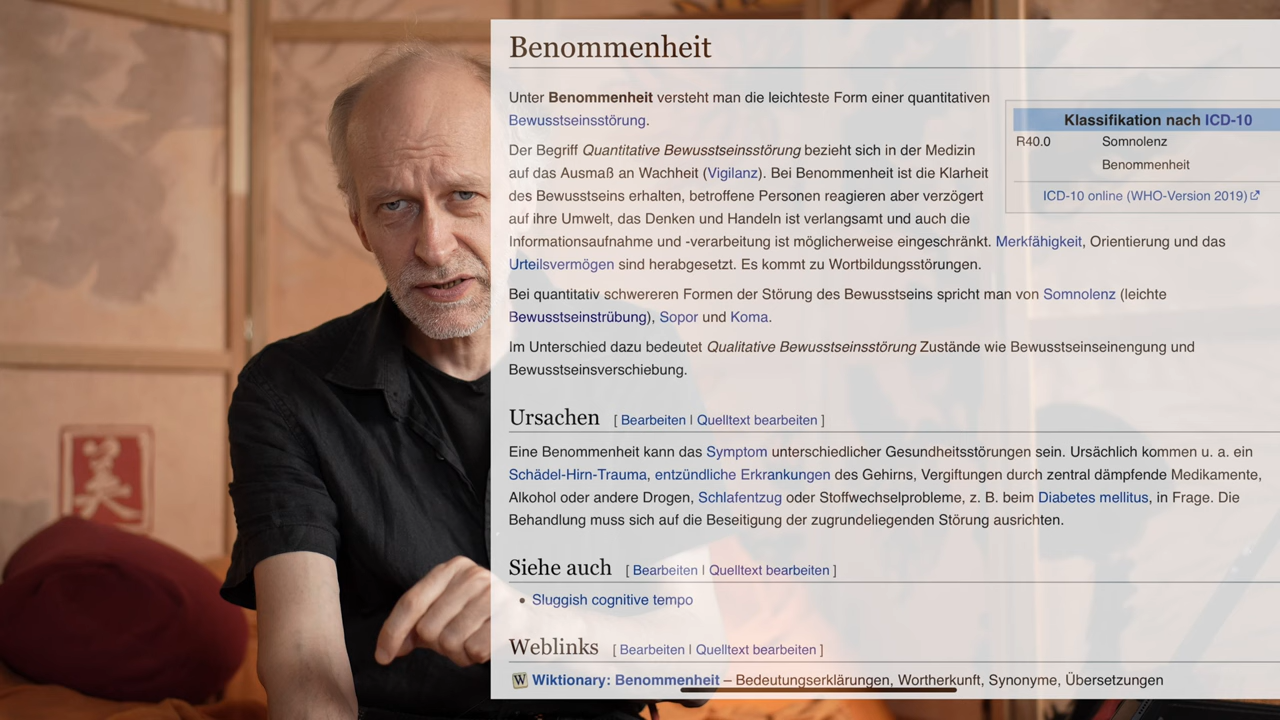 Benommenheit
Unter Benommenheit versteht man die leichteste Form einer quantitativen
Bewusstseinsstörung.
Der Begriff Quantitative Bewusstseinsstörung bezieht sich in der Medizin
auf das Ausmaß an Wachheit (Vigilanz). Bei Benommenheit ist die Klarheit
des Bewusstseins erhalten, betroffene Personen reagieren aber verzögert
auf ihre Umwelt, das Denken und Handeln ist verlangsamt und auch die
Informationsaufnahme und -verarbeitung ist möglicherweise eingeschränkt. Merkfähigkeit, Orientierung und das
Urteilsvermögen sind herabgesetzt. Es kommt zu Wortbildungsstörungen.
Klassifikation nach ICD-10
R40.0 Somnolenz
Benommenheit
ICD-10 online (WHO-Version 2019)
Bei quantitativ schwereren Formen der Störung des Bewusstseins spricht man von Somnolenz (leichte
Bewusstseinstrübung), Sopor und Koma.
Im Unterschied dazu bedeutet Qualitative Bewusstseinsstörung Zustände wie Bewusstseinseinengung und
Bewusstseinsverschiebung.
Ursachen [ Bearbeiten | Quelltext bearbeiten ]
Eine Benommenheit kann das Symptom unterschiedlicher Gesundheitsstörungen sein. Ursächlich kommen u. a. ein
Schädel-Hirn-Trauma, entzündliche Erkrankungen des Gehirns, Vergiftungen durch zentral dämpfende Medikamente,
Alkohol oder andere Drogen, Schlafentzug oder Stoffwechselprobleme, z. B. beim Diabetes mellitus, in Frage. Die
Behandlung muss sich auf die Beseitigung der zugrundeliegenden Störung ausrichten.
Siehe auch [ Bearbeiten | Quelltext bearbeiten ]
• Sluggish cognitive tempo
Weblinks [ Bearbeiten | Quelltext bearbeiten ]
W Wiktionary: Benommenheit – Bedeutungserklärungen, Wortherkunft, Synonyme, Übersetzungen
美